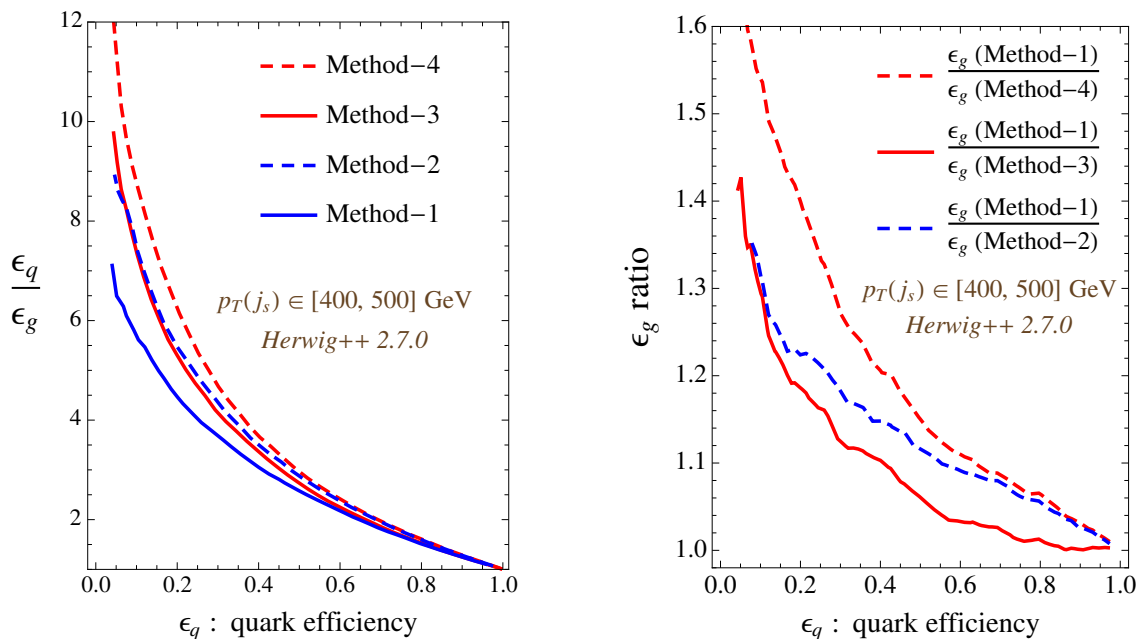 12
10
8
6
4
2
ϵq
ϵg
Method−4
Method−3
Method−2
Method−1
pT(js) ∈ [400, 500] GeV
Herwig++ 2.7.0
0.0 0.2 0.4 0.6 0.8 1.0
ϵq : quark efficiency
1.6
1.5
1.4
1.3
1.2
1.1
1.0
ϵg ratio
ϵg (Method−1)
ϵg (Method−4)
ϵg (Method−1)
ϵg (Method−3)
ϵg (Method−1)
ϵg (Method−2)
pT(js) ∈ [400, 500] GeV
Herwig++ 2.7.0
0.0 0.2 0.4 0.6 0.8 1.0
ϵq : quark efficiency